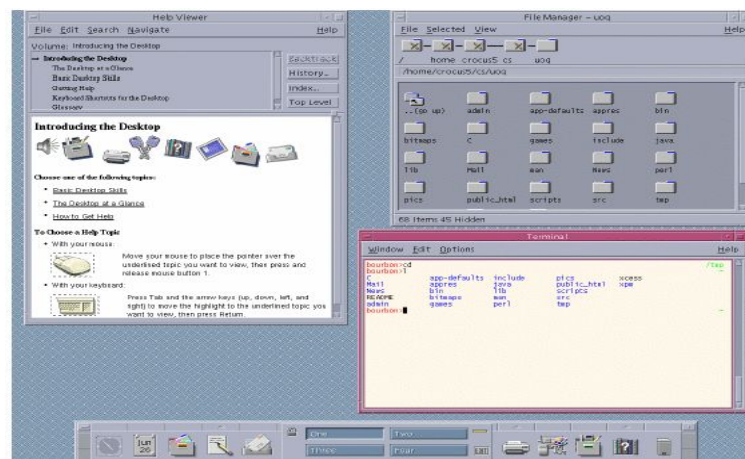 Help Viewer
File Edit Search Navigate Help
Volume: Introducing the Desktop
Introducing the Desktop
The Desktop at a Glance
Basic Desktop Skills
Getting Help
Keyboard Shortcuts for the Desktop
Glossary
Backtrack
History...
Index...
Top Level
Introducing the Desktop
Choose one of the following topics:
• Basic Desktop Skills
• The Desktop at a Glance
• How to Get Help
To Choose a Help Topic
• With your mouse:
Move your mouse to place the pointer over the
underlined topic you want to view, then press and
release mouse button 1.
• With your keyboard:
Press Tab and the arrow keys (up, down, left, and
right) to move the highlight to the underlined topic you
want to view, then press Return.
File Manager - uog
File Selected View Help
/ home crocus5 cs uog
/home/crocus5/cs/uog
..(go up) admin app-defaults appres bin
bitmaps C games include java
lib Mail man News perl
pics public_html scripts src tmp
68 Items 45 Hidden
Terminal
Window Edit Options Help
bourbon>cd /tmp
bourbon>l ~
C app-defaults include pics xcess
Mail appres java public_html xpm
News bin lib scripts
README bitmaps man src
admin games perl tmp
bourbon> ~
Jun
26
One Two
Three Four